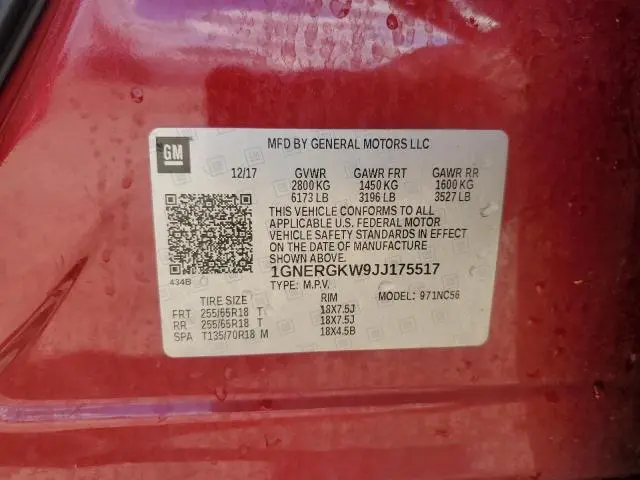 GM
MFD BY GENERAL MOTORS LLC
12/17 GVWR GAWR FRT GAWR RR
2800 KG 1450 KG 1600 KG
6173 LB 3196 LB 3527 LB
THIS VEHICLE CONFORMS TO ALL
APPLICABLE U.S. FEDERAL MOTOR
VEHICLE SAFETY STANDARDS IN EFFECT
ON THE DATE OF MANUFACTURE
SHOWN ABOVE.
1GNERGKW9JJ175517
434B TYPE: M.P.V.
TIRE SIZE RIM MODEL: 971NC56
FRT 255/65R18 T 18X7.5J
RR 255/65R18 T 18X7.5J
SPA T135/70R18 M 18X4.5B